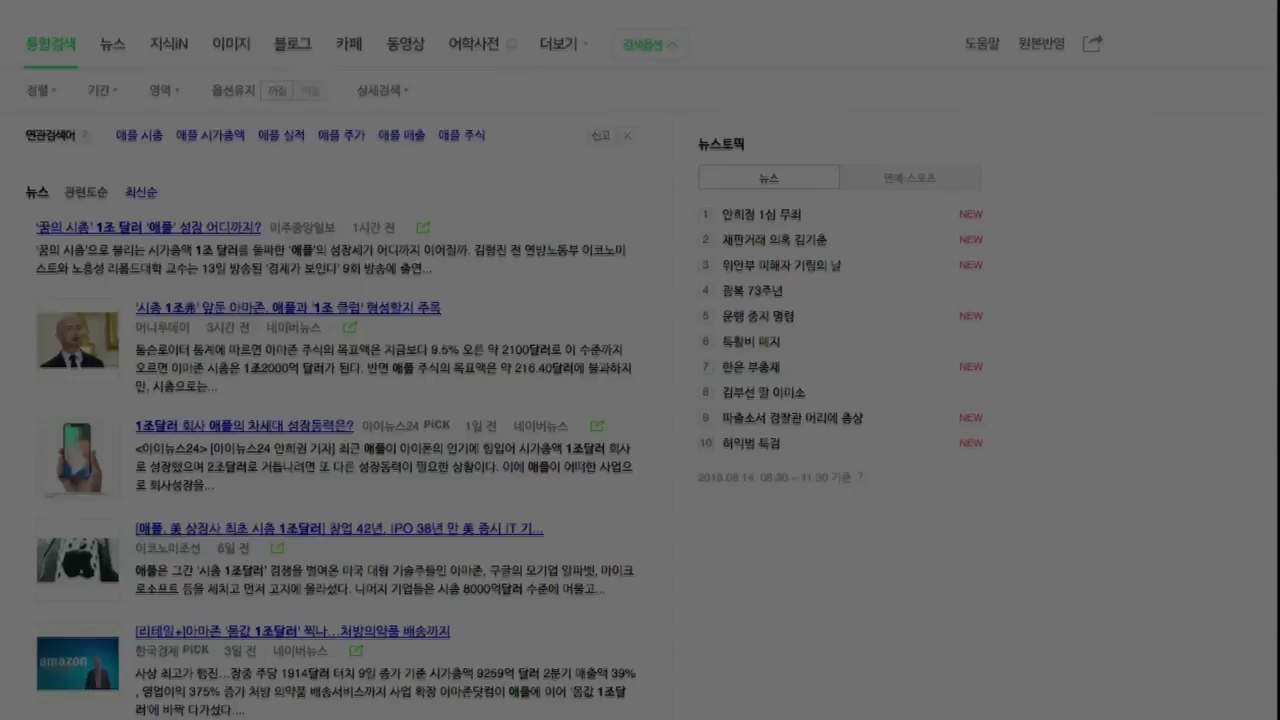 통합검색 뉴스 지식iN 이미지 블로그 카페 동영상 어학사전 더보기 검색옵션 도움말 원본반영
정렬 기간 영역 옵션유지 꺼짐 켜짐 상세검색
연관검색어 ? 애플 시총 애플 시가총액 애플 실적 애플 주가 애플 매출 애플 주식 신고
뉴스 관련도순 최신순
'꿈의 시총' 1조 달러 '애플' 성장 어디까지? 미주중앙일보 1시간 전
'꿈의 시총'으로 불리는 시가총액 1조 달러를 돌파한 '애플'의 성장세가 어디까지 이어질까. 김형진 전 연방노동부 이코노미
스트와 노흥성 리폼드대학 교수는 13일 방송된 '경제가 보인다' 9회 방송에 출연...
'시총 1조弗' 앞둔 아마존, 애플과 '1조 클럽' 형성할지 주목
머니투데이 3시간 전 네이버뉴스
톰슨로이터 통계에 따르면 아마존 주식의 목표액은 지금보다 9.5% 오른 약 2100달러로 이 수준까지
오르면 아마존 시총은 1조2000억 달러가 된다. 반면 애플 주식의 목표액은 약 216.40달러에 불과하지
만, 시총으로는...
1조달러 회사 애플의 차세대 성장동력은? 아이뉴스24 PICK 1일 전 네이버뉴스
<아이뉴스24> [아이뉴스24 안희권 기자] 최근 애플이 아이폰의 인기에 힘입어 시가총액 1조달러 회사
로 성장했으며 2조달러로 거듭나려면 또 다른 성장동력이 필요한 상황이다. 이에 애플이 어떠한 사업으
로 회사성장을...
[애플, 美 상장사 최초 시총 1조달러] 창업 42년, IPO 38년 만 美 증시 IT 기...
이코노미조선 6일 전
애플은 그간 '시총 1조달러' 경쟁을 벌여온 미국 대형 기술주들인 아마존, 구글의 모기업 알파벳, 마이크
로소프트 등을 제치고 먼저 고지에 올라섰다. 나머지 기업들은 시총 8000억달러 수준에 머물고...
amazon
[리테일+]아마존 '몸값 1조달러' 찍나…처방의약품 배송까지
한국경제 PICK 3일 전 네이버뉴스
사상 최고가 행진…장중 주당 1914달러 터치 9일 종가 기준 시가총액 9259억 달러 2분기 매출액 39%
, 영업이익 375% 증가 처방 의약품 배송서비스까지 사업 확장 아마존닷컴이 애플에 이어 '몸값 1조달
러'에 바짝 다가섰다....
뉴스토픽
뉴스 연예·스포츠
1 안희정 1심 무죄 NEW
2 재판거래 의혹 김기춘 NEW
3 위안부 피해자 기림의 날 NEW
4 광복 73주년
5 운행 중지 명령 NEW
6 특활비 폐지
7 한은 부총재 NEW
8 김부선 딸 이미소
9 파출소서 경찰관 머리에 총상 NEW
10 허익범 특검 NEW
2018.08.14. 08:30 ~ 11:30 기준 ?